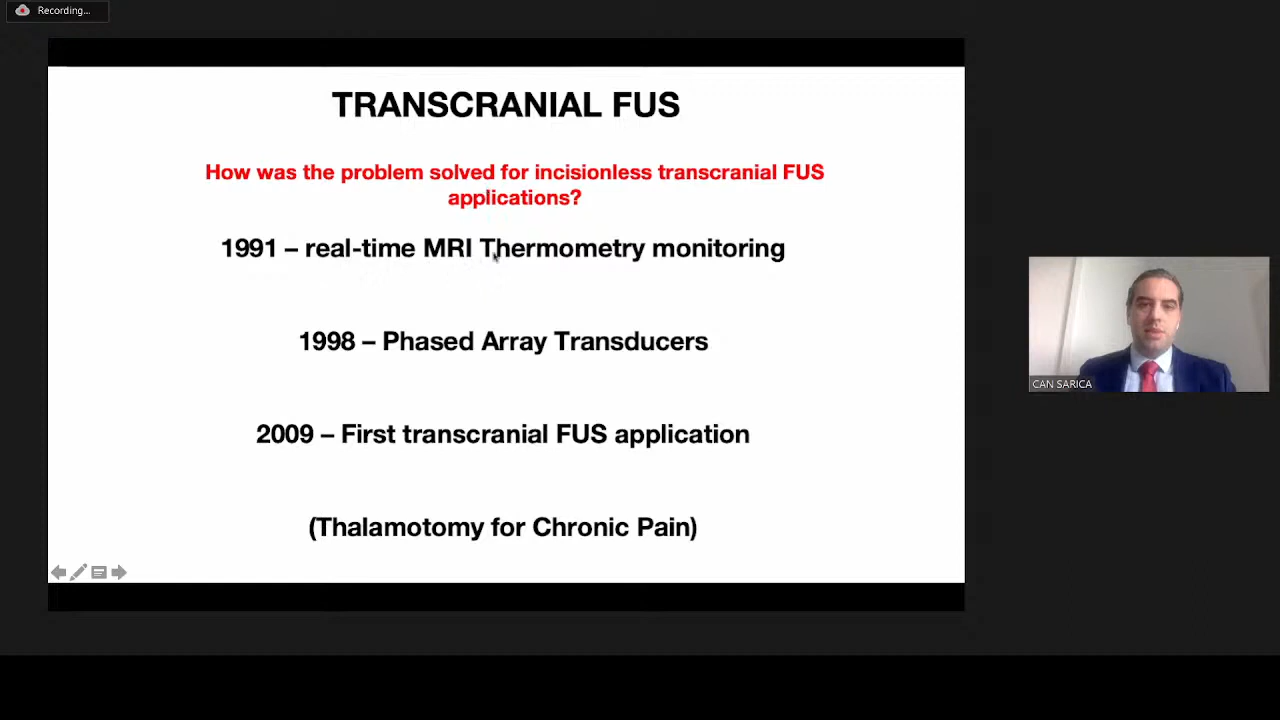 Recording...
TRANSCRANIAL FUS
How was the problem solved for incisionless transcranial FUS
applications?
1991 – real-time MRI Thermometry monitoring
1998 – Phased Array Transducers
2009 – First transcranial FUS application
(Thalamotomy for Chronic Pain)
CAN SARICA